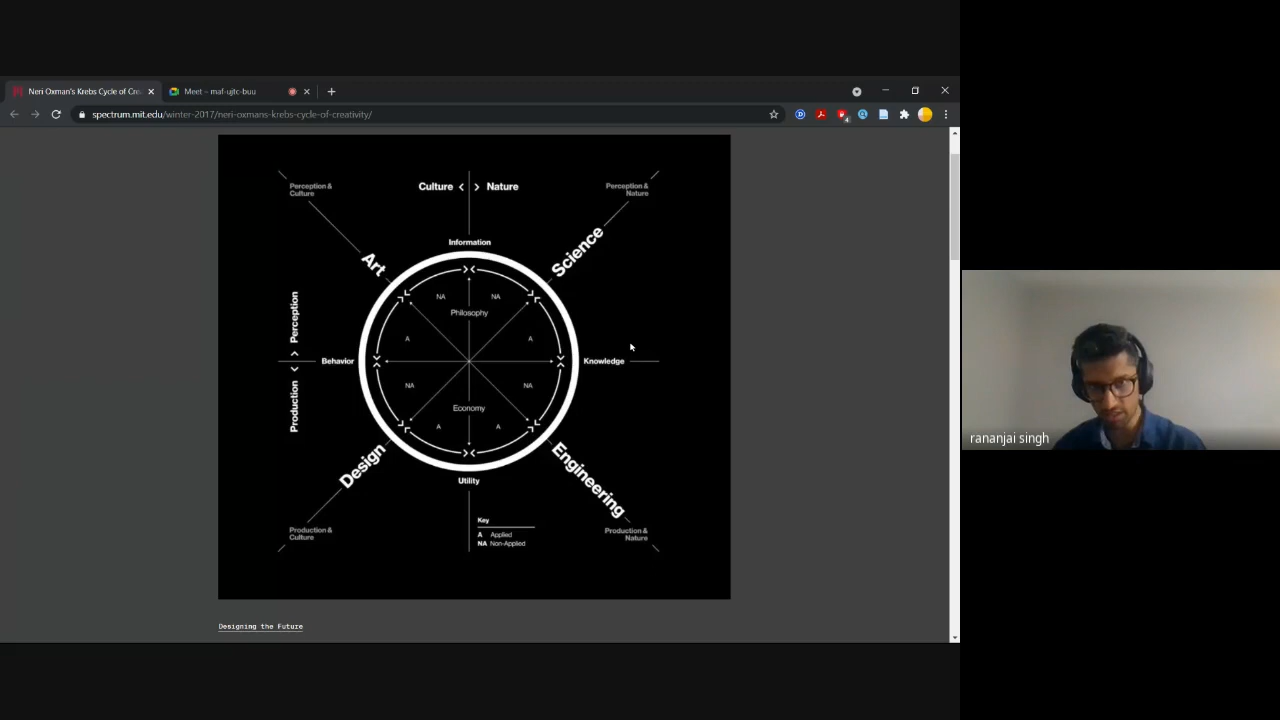 Neri Oxman's Krebs Cycle of Cre
Meet – maf-ujtc-buu
spectrum.mit.edu/winter-2017/neri-oxmans-krebs-cycle-of-creativity/
4
Perception &
Culture
Culture < > Nature
Perception &
Nature
Information
Art
Science
NA
NA
Philosophy
Perception
A
A
Behavior
Knowledge
NA
NA
Production
Economy
A
A
Design
Engineering
Utility
Production &
Culture
Key
A Applied
NA Non-Applied
Production &
Nature
Designing the Future
rananjai singh